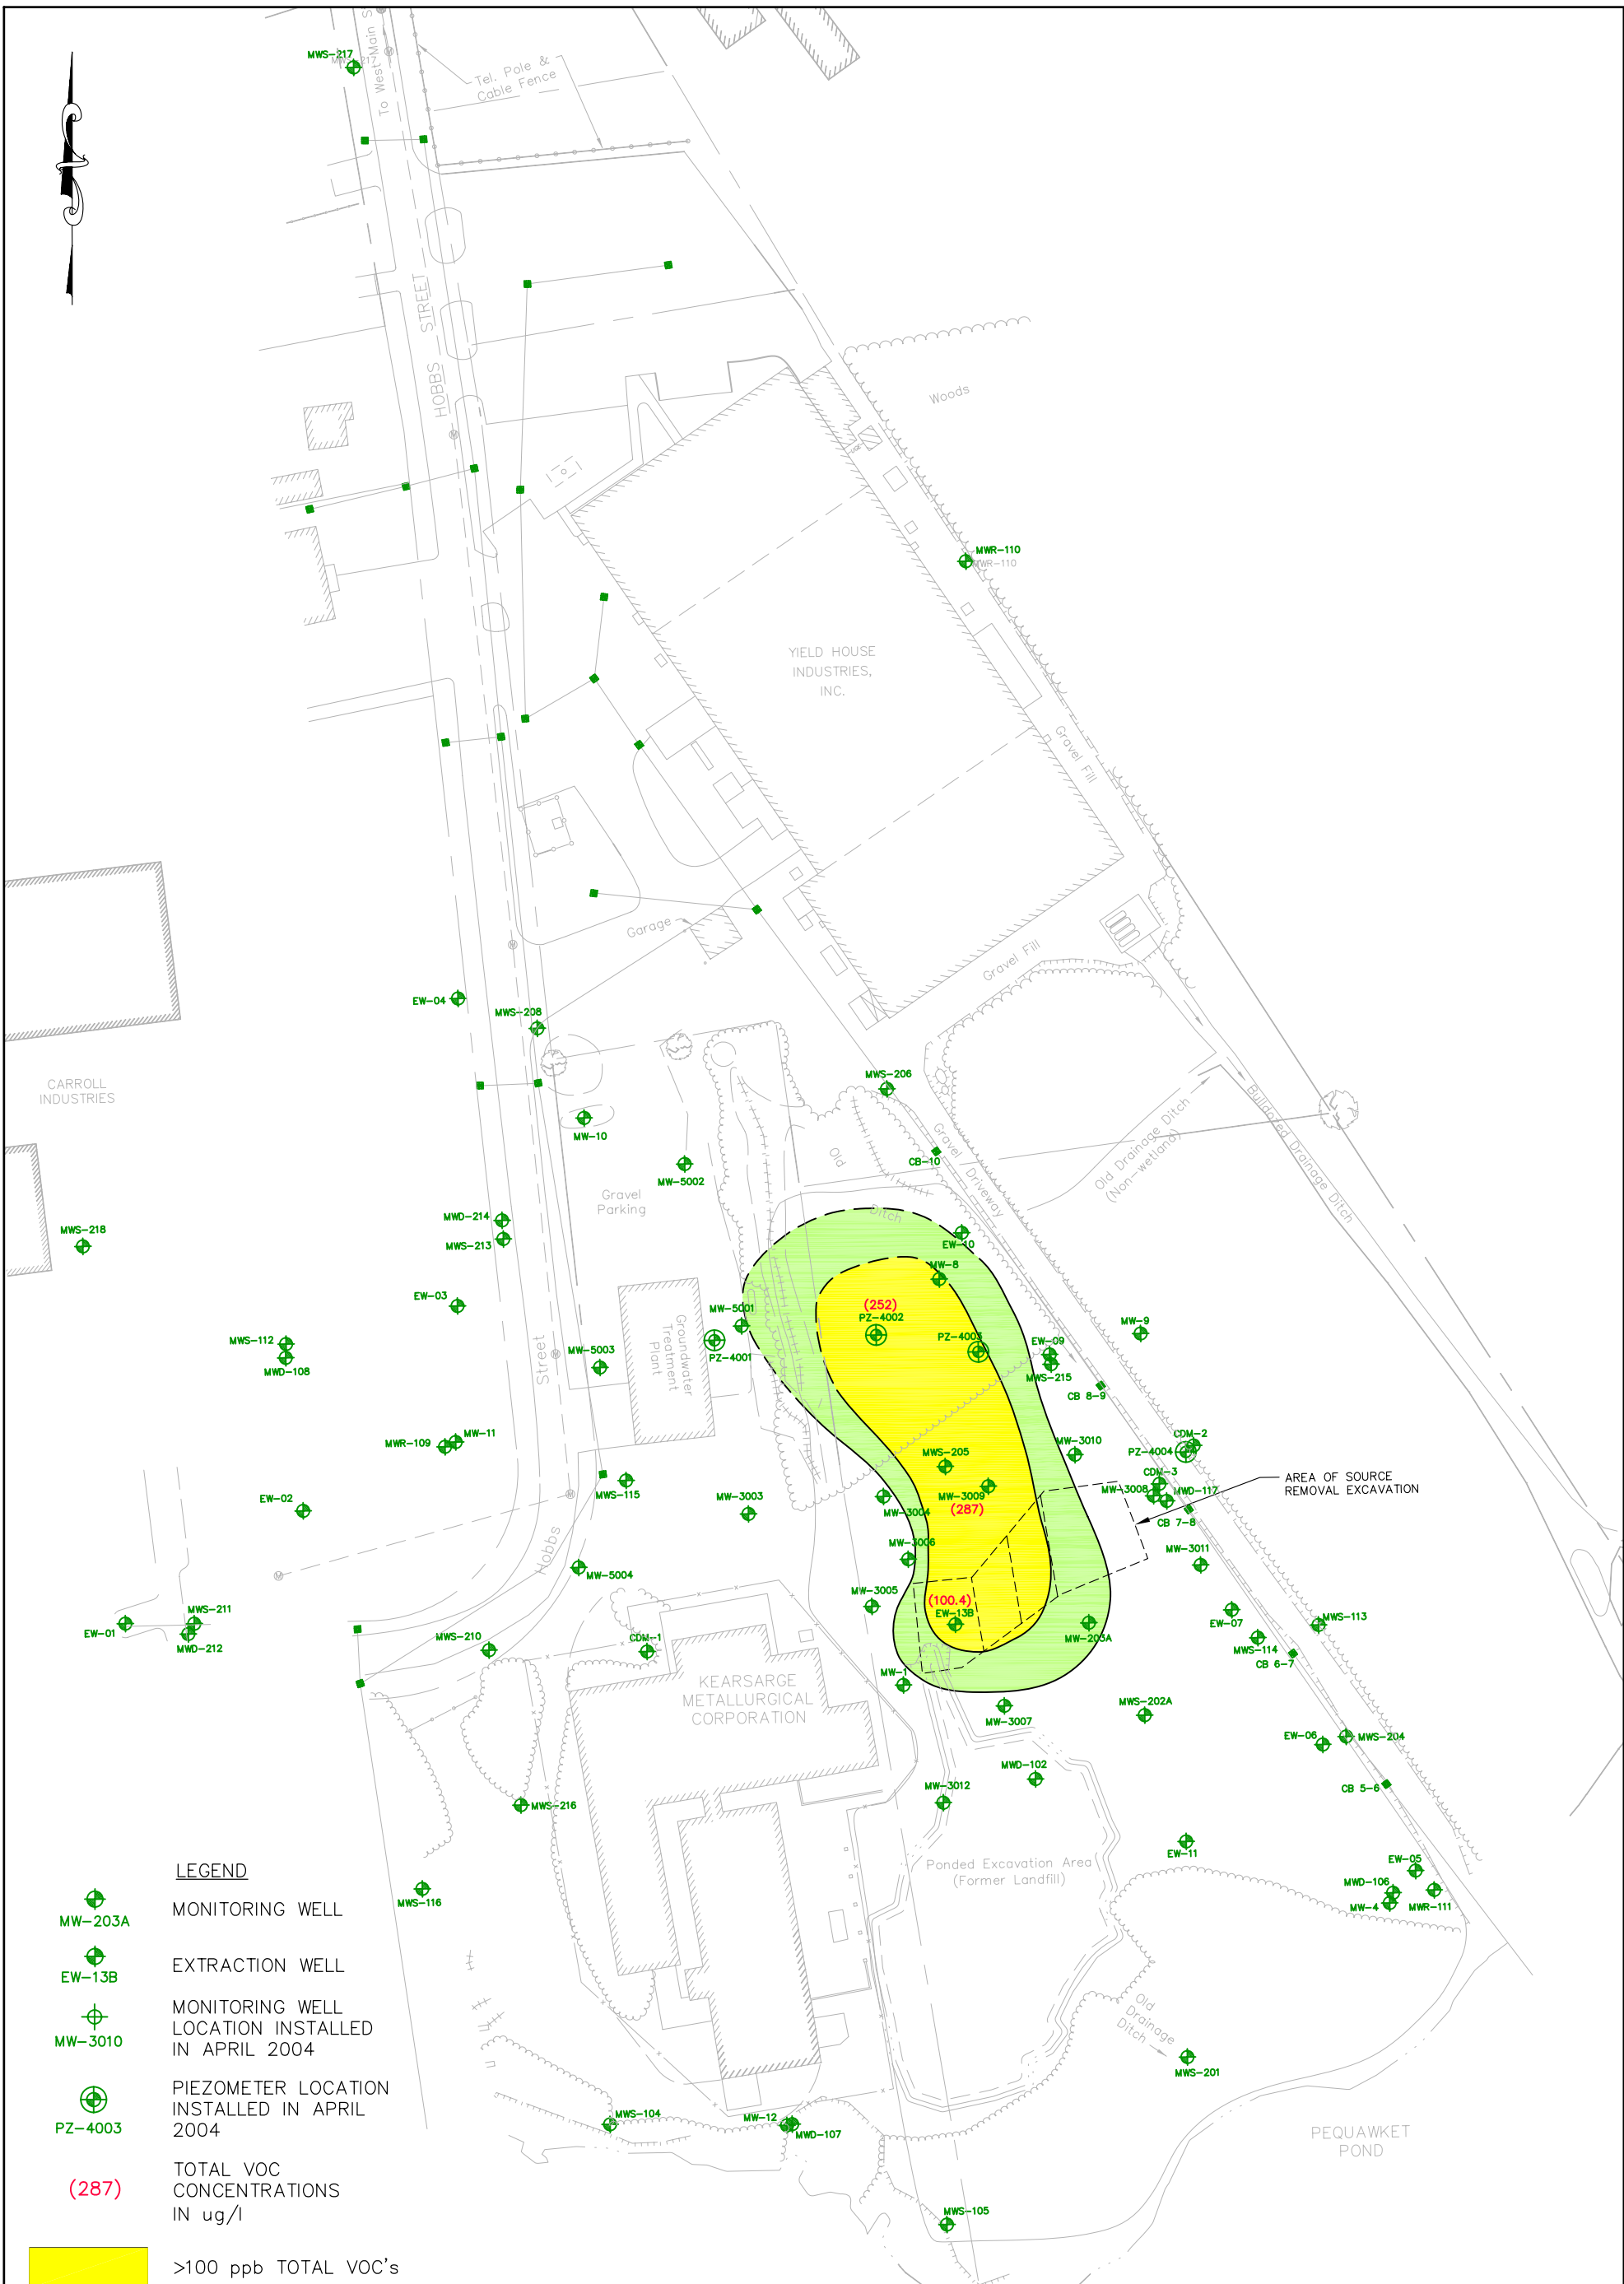 MWS-217
MWS-217
To West Main S
Tel. Pole &
Cable Fence
HOBBS STREET
Woods
MWR-110
MWR-110
YIELD HOUSE
INDUSTRIES,
INC.
Gravel Fill
Garage
Gravel Fill
EW-04
MWS-208
CARROLL
INDUSTRIES
MWS-206
MW-10
Old
CB-10
Gravel Driveway
Old Drainage Ditch
(Non-wetland)
Builded Drainage Ditch
MW-5002
Gravel
Parking
MWS-218
MWD-214
MWS-213
Ditch
EW-10
MW-8
EW-03
MW-5001
(252)
PZ-4002
PZ-4003
MW-9
MWS-112
MWD-108
PZ-4001
Groundwater
Treatment
Plant
Street
MW-5003
EW-09
MWS-215
CB 8-9
MWR-109
MW-11
MWS-205
MW-3010
CDM-2
PZ-4004
CDM-3
MW-3008
MWD-117
CB 7-8
AREA OF SOURCE
REMOVAL EXCAVATION
EW-02
MWS-115
MW-3003
MW-3004
MW-3009
(287)
Hobbs
MW-5004
MW-3006
MW-3011
MW-3005
(100.4)
EW-13B
MW-203A
EW-07
MWS-113
MWS-114
CB 6-7
MWS-211
EW-01
MWD-212
MWS-210
CDM-1
KEARSARGE
METALLURGICAL
CORPORATION
MW-1
MW-3007
MWS-202A
EW-06
MWS-204
MWD-102
CB 5-6
MWS-216
MW-3012
EW-11
Ponded Excavation Area
(Former Landfill)
EW-05
MWD-106
MW-4
MWR-111
MWS-116
LEGEND
MW-203A
MONITORING WELL
EW-13B
EXTRACTION WELL
MW-3010
MONITORING WELL
LOCATION INSTALLED
IN APRIL 2004
PZ-4003
PIEZOMETER LOCATION
INSTALLED IN APRIL
2004
(287)
TOTAL VOC
CONCENTRATIONS
IN ug/l
>100 ppb TOTAL VOC's
Old
Drainage
Ditch
MWS-201
MWS-104
MW-12
MWD-107
PEQUAWKET
POND
MWS-105